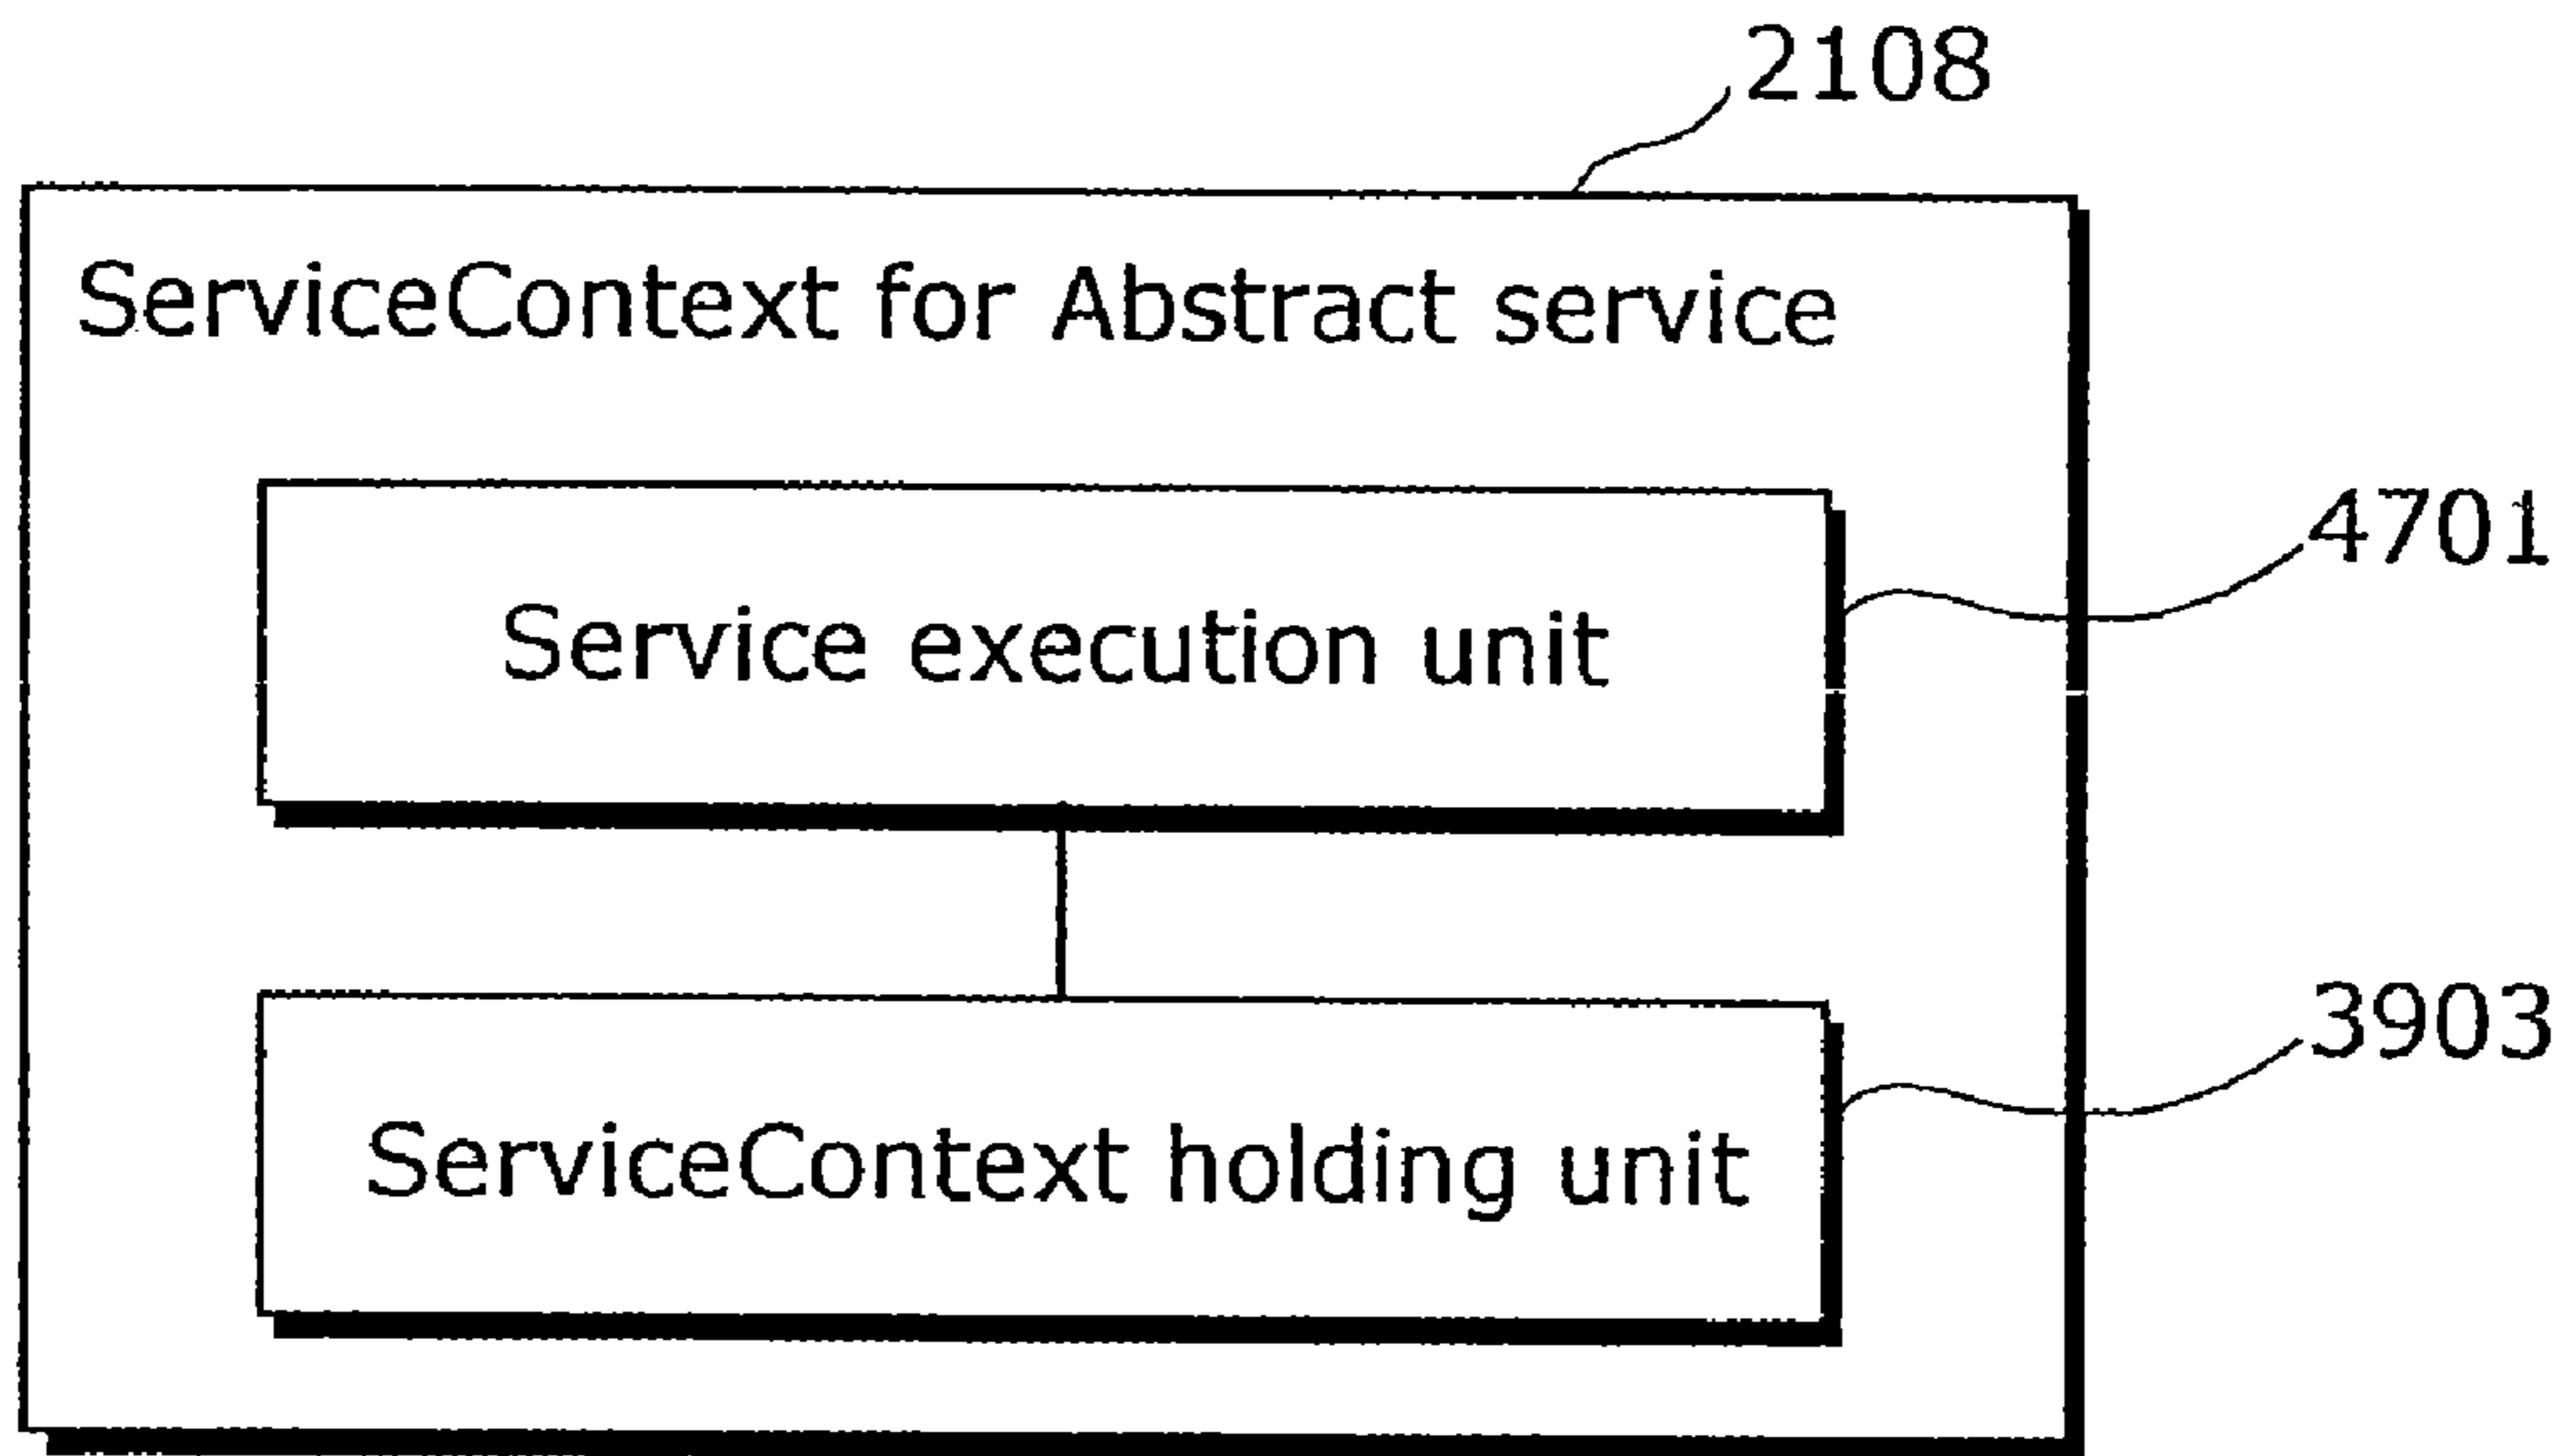 2108
ServiceContext for Abstract service
4701
Service execution unit
3903
ServiceContext holding unit